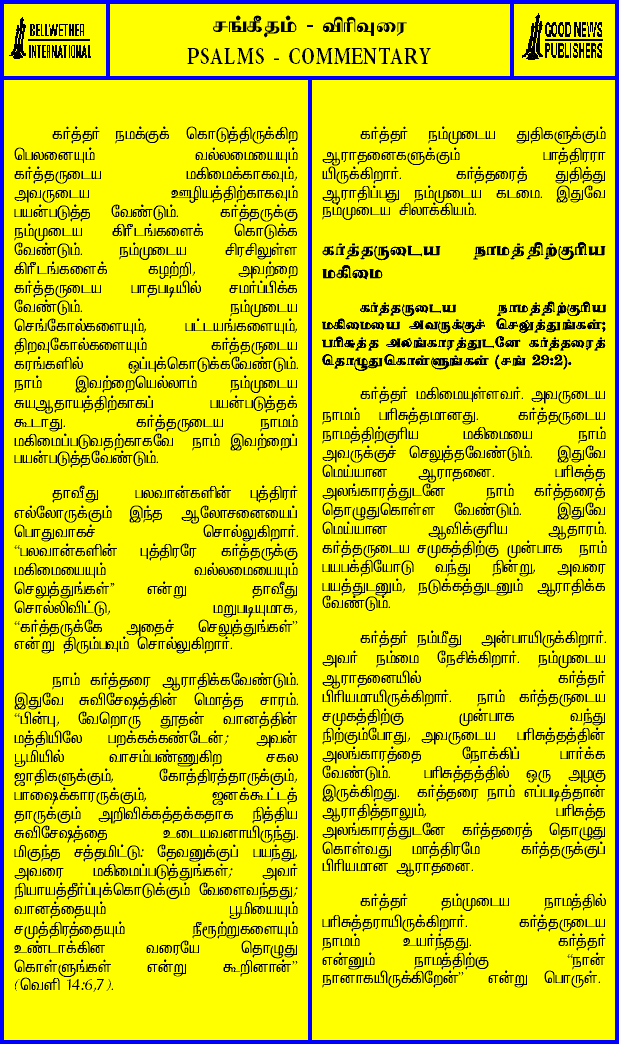 BELLWETHER
INTERNATIONAL
சங்கீதம் - விரிவுரை
PSALMS - COMMENTARY
GOOD NEWS
PUBLISHERS
கர்த்தர் நமக்குக் கொடுத்திருக்கிற
பெலனையும் வல்லமையையும்
கர்த்தருடைய மகிமைக்காகவும்,
அவருடைய ஊழியத்திற்காகவும்
பயன்படுத்த வேண்டும். கர்த்தருக்கு
நம்முடைய கிரீடங்களைக் கொடுக்க
வேண்டும். நம்முடைய சிரசிலுள்ள
கிரீடங்களைக் கழற்றி, அவற்றை
கர்த்தருடைய பாதபடியில் சமர்ப்பிக்க
வேண்டும். நம்முடைய
செங்கோல்களையும், பட்டயங்களையும்,
திறவுகோல்களையும் கர்த்தருடைய
கரங்களில் ஒப்புக்கொடுக்கவேண்டும்.
நாம் இவற்றையெல்லாம் நம்முடைய
சுயஆதாயத்திற்காகப் பயன்படுத்தக்
கூடாது. கர்த்தருடைய நாமம்
மகிமைப்படுவதற்காகவே நாம் இவற்றைப்
பயன்படுத்தவேண்டும்.
தாவீது பலவான்களின் புத்திரர்
எல்லோருக்கும் இந்த ஆலோசனையைப்
பொதுவாகச் சொல்லுகிறார்.
“பலவான்களின் புத்திரரே கர்த்தருக்கு
மகிமையையும் வல்லமையையும்
செலுத்துங்கள்” என்று தாவீது
சொல்லிவிட்டு, மறுபடியுமாக,
“கர்த்தருக்கே அதைச் செலுத்துங்கள்”
என்று திரும்பவும் சொல்லுகிறார்.
நாம் கர்த்தரை ஆராதிக்கவேண்டும்.
இதுவே சுவிசேஷத்தின் மொத்த சாரம்.
“பின்பு, வேறொரு தூதன் வானத்தின்
மத்தியிலே பறக்கக்கண்டேன்; அவன்
பூமியில் வாசம்பண்ணுகிற சகல
ஜாதிகளுக்கும், கோத்திரத்தாருக்கும்,
பாஷைக்காரருக்கும், ஜனக்கூட்டத்
தாருக்கும் அறிவிக்கத்தக்கதாக நித்திய
சுவிசேஷத்தை உடையவனாயிருந்து.
மிகுந்த சத்தமிட்டு: தேவனுக்குப் பயந்து,
அவரை மகிமைப்படுத்துங்கள்; அவர்
நியாயத்தீர்ப்புக்கொடுக்கும் வேளைவந்தது;
வானத்தையும் பூமியையும்
சமுத்திரத்தையும் நீரூற்றுகளையும்
உண்டாக்கின வரையே தொழுது
கொள்ளுங்கள் என்று கூறினான்”
(வெளி 14:6,7).
கர்த்தர் நம்முடைய துதிகளுக்கும்
ஆராதனைகளுக்கும் பாத்திரரா
யிருக்கிறார். கர்த்தரைத் துதித்து
ஆராதிப்பது நம்முடைய கடமை. இதுவே
நம்முடைய சிலாக்கியம்.
கர்த்தருடைய நாமத்திற்குரிய
மகிமை
கர்த்தருடைய நாமத்திற்குரிய
மகிமையை அவருக்குச் செலுத்துங்கள்;
பரிசுத்த அலங்காரத்துடனே கர்த்தரைத்
தொழுதுகொள்ளுங்கள் (சங் 29:2).
கர்த்தர் மகிமையுள்ளவர். அவருடைய
நாமம் பரிசுத்தமானது. கர்த்தருடைய
நாமத்திற்குரிய மகிமையை நாம்
அவருக்குச் செலுத்தவேண்டும். இதுவே
மெய்யான ஆராதனை. பரிசுத்த
அலங்காரத்துடனே நாம் கர்த்தரைத்
தொழுதுகொள்ள வேண்டும். இதுவே
மெய்யான ஆவிக்குரிய ஆதாரம்.
கர்த்தருடைய சமுகத்திற்கு முன்பாக நாம்
பயபக்தியோடு வந்து நின்று, அவரை
பயத்துடனும், நடுக்கத்துடனும் ஆராதிக்க
வேண்டும்.
கர்த்தர் நம்மீது அன்பாயிருக்கிறார்.
அவர் நம்மை நேசிக்கிறார். நம்முடைய
ஆராதனையில் கர்த்தர்
பிரியமாயிருக்கிறார். நாம் கர்த்தருடைய
சமுகத்திற்கு முன்பாக வந்து
நிற்கும்போது, அவருடைய பரிசுத்தத்தின்
அலங்காரத்தை நோக்கிப் பார்க்க
வேண்டும். பரிசுத்தத்தில் ஒரு அழகு
இருக்கிறது. கர்த்தரை நாம் எப்படித்தான்
ஆராதித்தாலும், பரிசுத்த
அலங்காரத்துடனே கர்த்தரைத் தொழுது
கொள்வது மாத்திரமே கர்த்தருக்குப்
பிரியமான ஆராதனை.
கர்த்தர் தம்முடைய நாமத்தில்
பரிசுத்தராயிருக்கிறார். கர்த்தருடைய
நாமம் உயர்ந்தது. கர்த்தர்
என்னும் நாமத்திற்கு “நான்
நானாகயிருக்கிறேன்” என்று பொருள்.